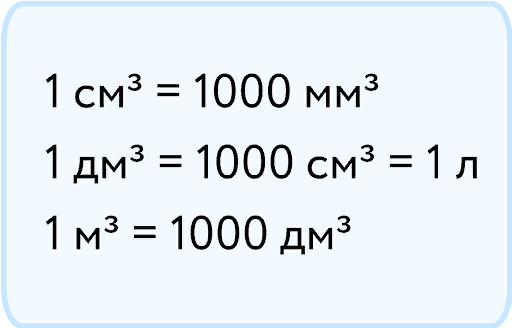 1 см³ = 1000 мм³
1 дм³ = 1000 см³ = 1 л
1 м³ = 1000 дм³